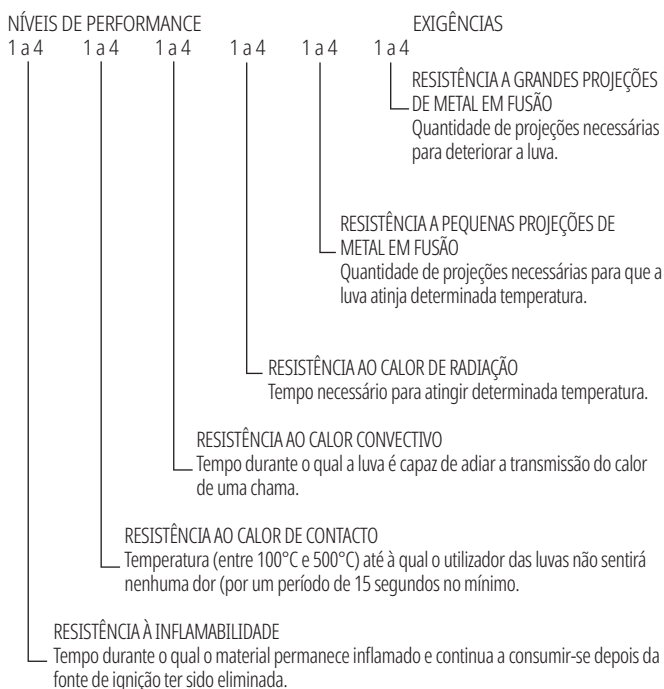 NÍVEIS DE PERFORMANCE EXIGÊNCIAS
1 a 4 1 a 4 1 a 4 1 a 4 1 a 4 1 a 4
RESISTÊNCIA A GRANDES PROJEÇÕES
DE METAL EM FUSÃO
Quantidade de projeções necessárias
para deteriorar a luva.
RESISTÊNCIA A PEQUENAS PROJEÇÕES DE
METAL EM FUSÃO
Quantidade de projeções necessárias para que a
luva atinja determinada temperatura.
RESISTÊNCIA AO CALOR DE RADIAÇÃO
Tempo necessário para atingir determinada temperatura.
RESISTÊNCIA AO CALOR CONVECTIVO
Tempo durante o qual a luva é capaz de adiar a transmissão do calor
de uma chama.
RESISTÊNCIA AO CALOR DE CONTACTO
Temperatura (entre 100°C e 500°C) até à qual o utilizador das luvas não sentirá
nenhuma dor (por um período de 15 segundos no mínimo.
RESISTÊNCIA À INFLAMABILIDADE
Tempo durante o qual o material permanece inflamado e continua a consumir-se depois da
fonte de ignição ter sido eliminada.